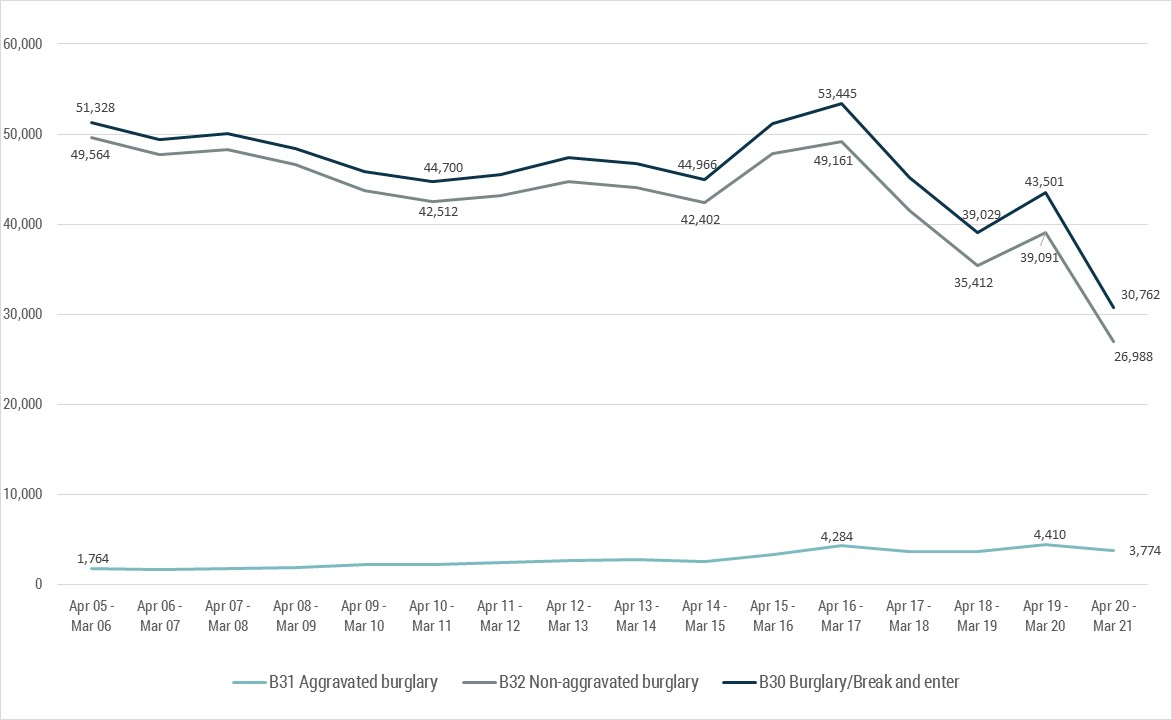 60,000
50,000
40,000
30,000
20,000
10,000
0
51,328
49,564
44,700
42,512
44,966
42,402
53,445
49,161
39,029
35,412
43,501
39,091
30,762
26,988
1,764
4,284
4,410
3,774
Apr 05 -
Mar 06
Apr 06 -
Mar 07
Apr 07 -
Mar 08
Apr 08 -
Mar 09
Apr 09 -
Mar 10
Apr 10 -
Mar 11
Apr 11 -
Mar 12
Apr 12 -
Mar 13
Apr 13 -
Mar 14
Apr 14 -
Mar 15
Apr 15 -
Mar 16
Apr 16 -
Mar 17
Apr 17 -
Mar 18
Apr 18 -
Mar 19
Apr 19 -
Mar 20
Apr 20 -
Mar 21
B31 Aggravated burglary
B32 Non-aggravated burglary
B30 Burglary/Break and enter